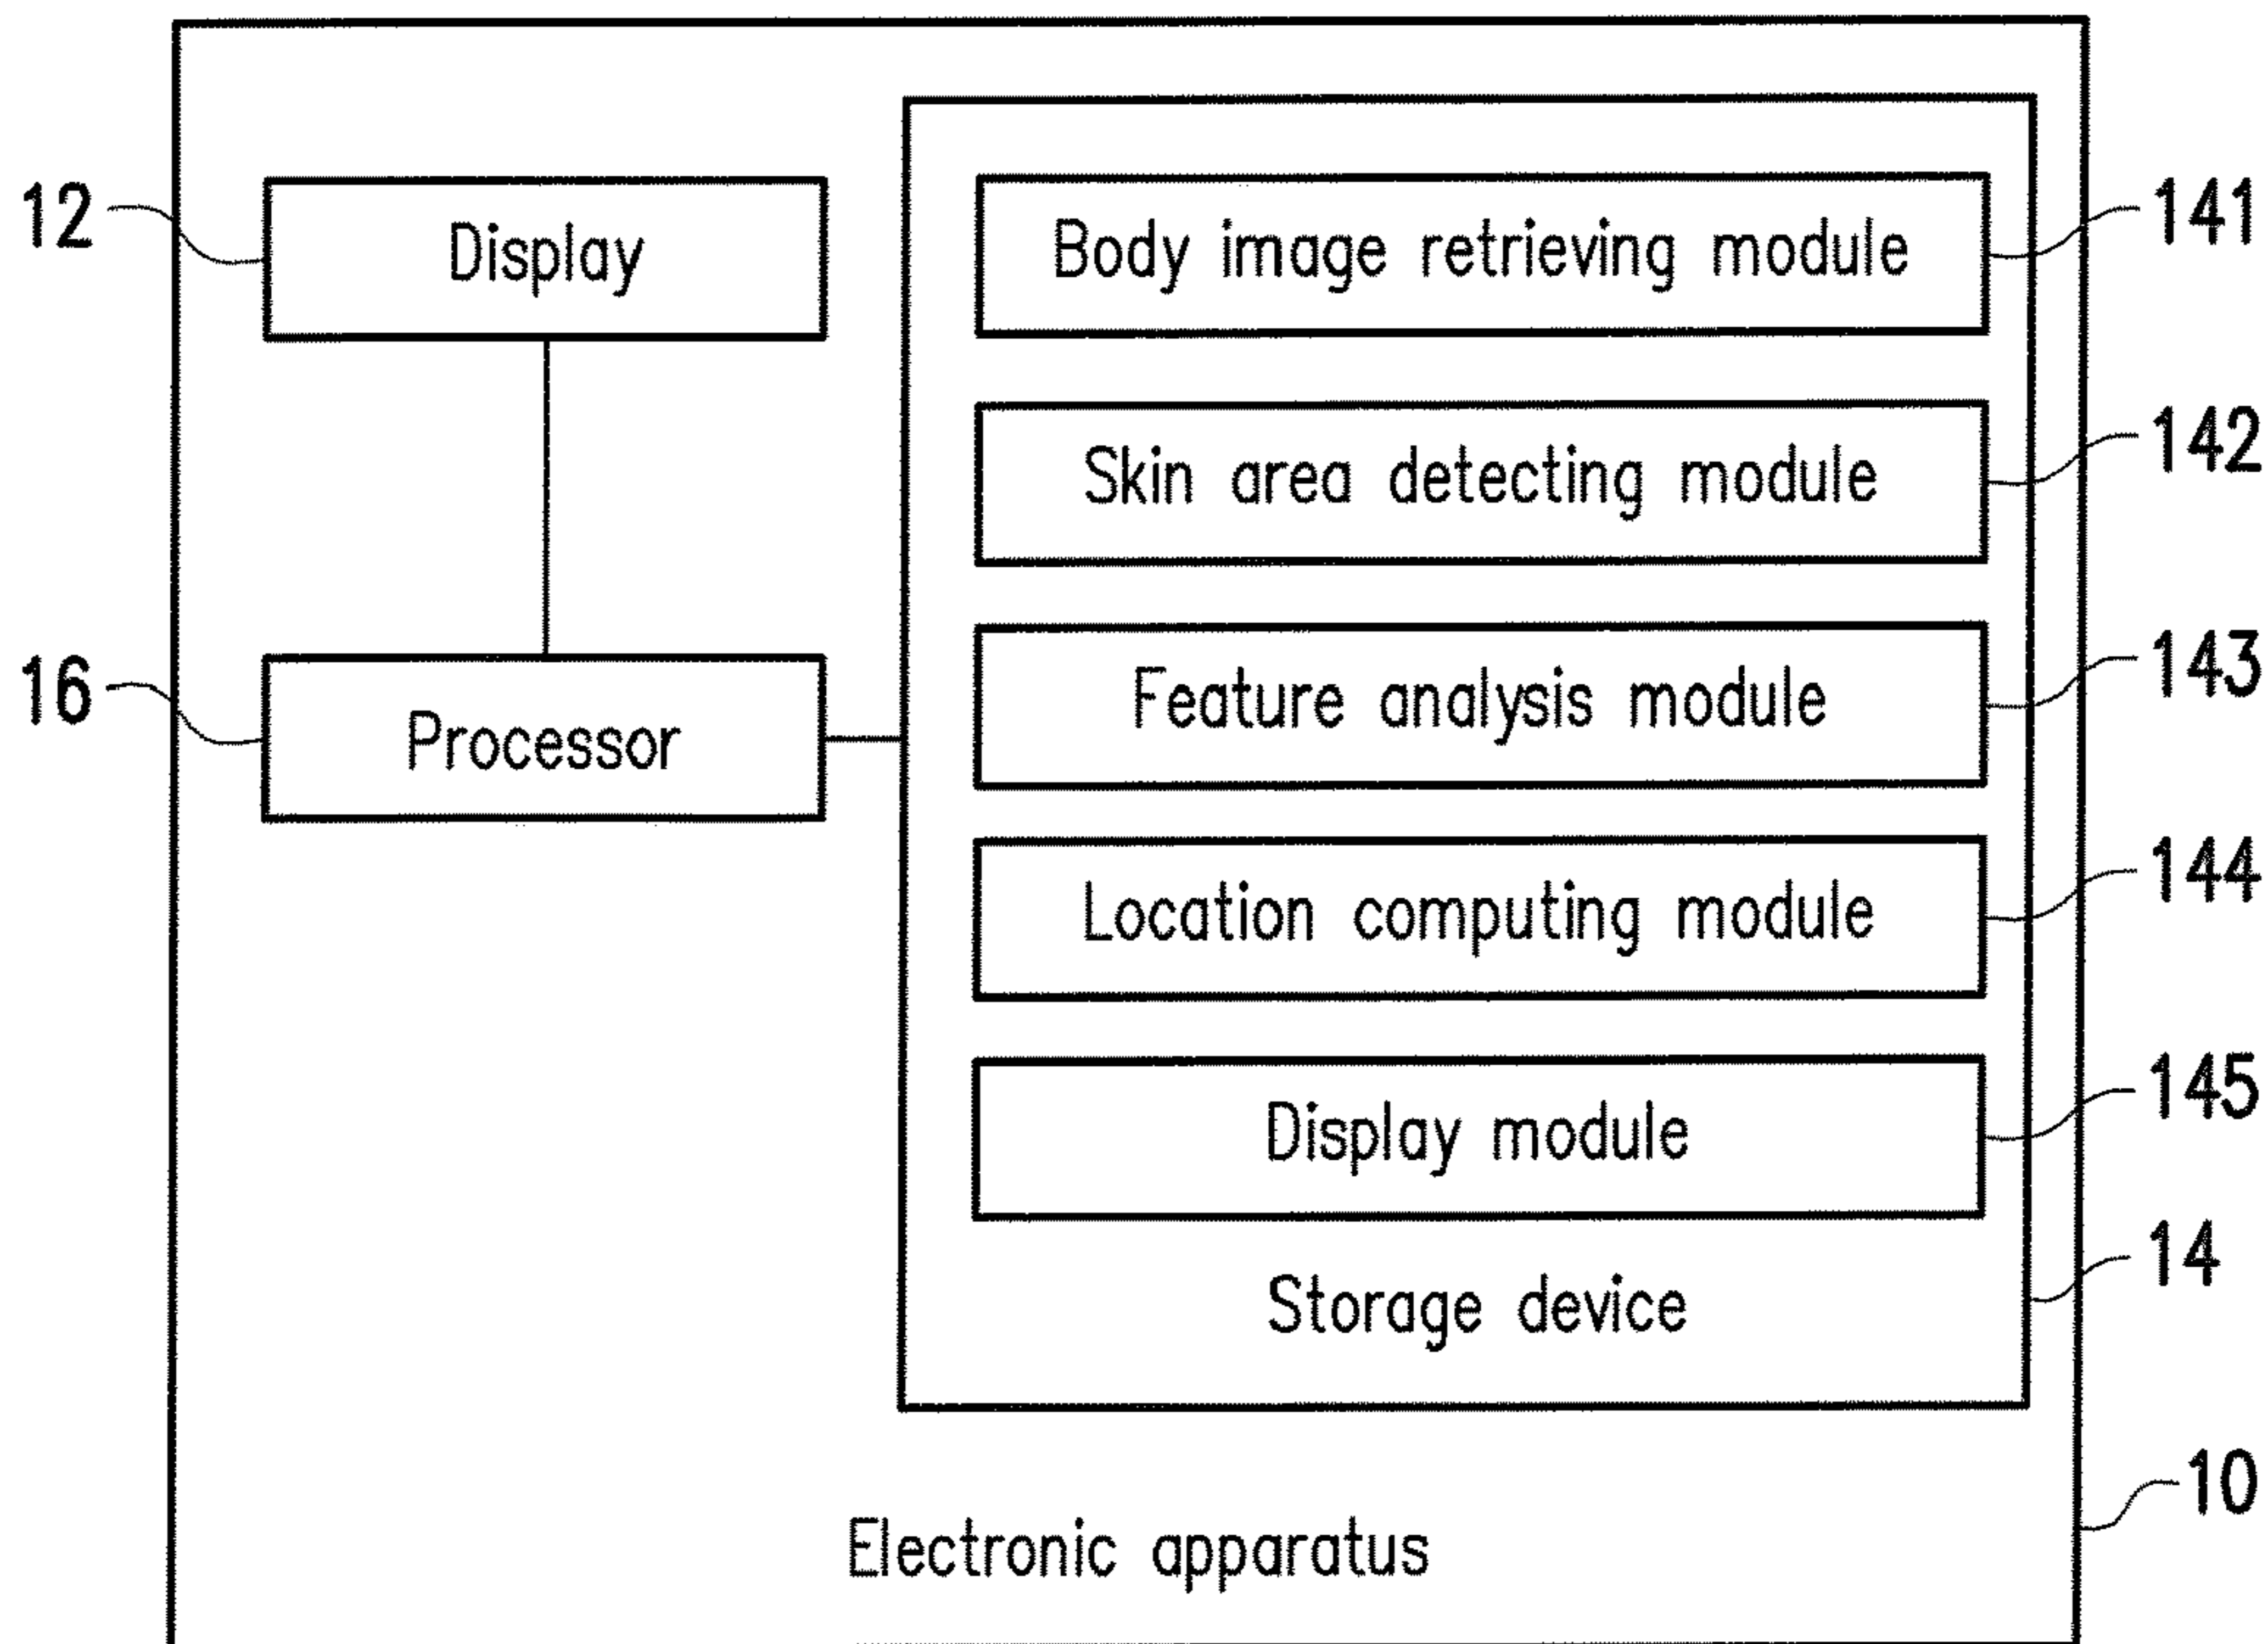 12
Display
16
Processor
Body image retrieving module
141
Skin area detecting module
142
Feature analysis module
143
Location computing module
144
Display module
145
Storage device
14
Electronic apparatus
10